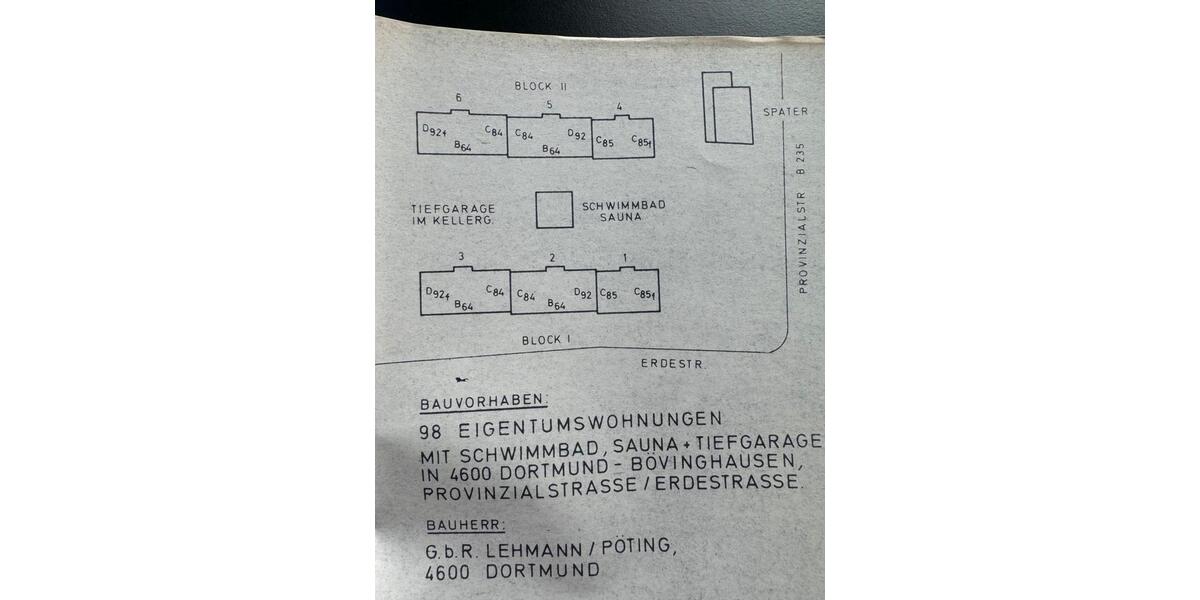 BLOCK II
6 5 4
D92f C84 C84 D92 C85 C85f
B64 B64
SPÄTER
PROVINZIALSTR B.235
TIEFGARAGE
IM KELLERG.
SCHWIMMBAD
SAUNA
3 2 1
D92f C84 C84 D92 C85 C85f
B64 B64
BLOCK I
ERDESTR.
BAUVORHABEN:
98 EIGENTUMSWOHNUNGEN
MIT SCHWIMMBAD, SAUNA + TIEFGARAGE
IN 4600 DORTMUND - BÖVINGHAUSEN,
PROVINZIALSTRASSE / ERDESTRASSE.
BAUHERR:
G.b.R. LEHMANN / PÖTING,
4600 DORTMUND